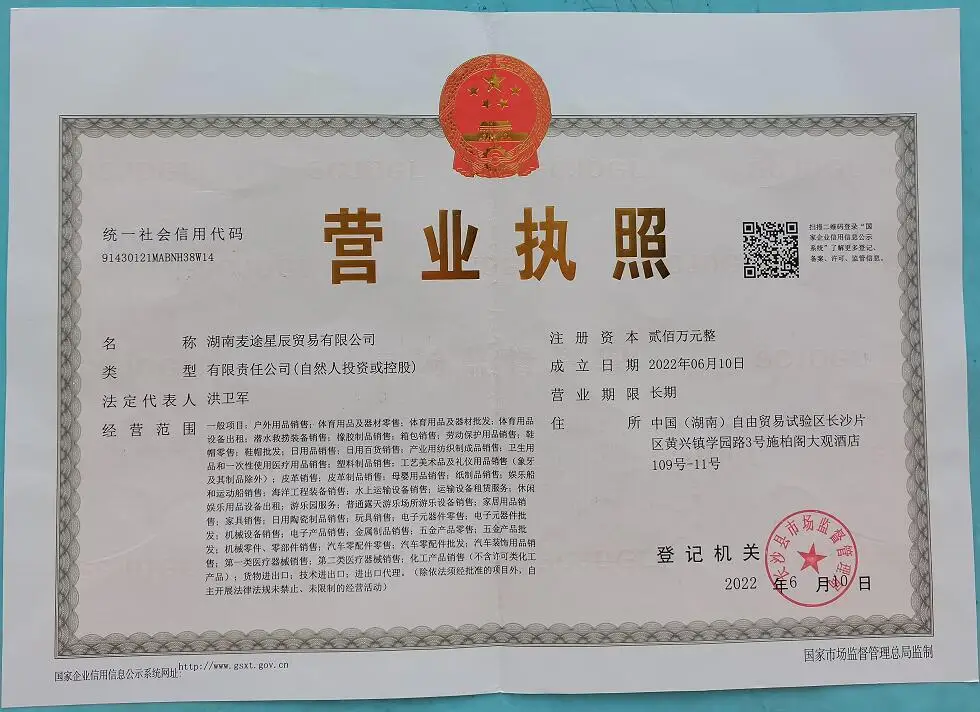 营业执照
统一社会信用代码
91430121MABNH38W14
扫描二维码登录“国
家企业信用信息公示
系统”了解更多登记、
备案、许可、监管信息。
名称 湖南麦途星辰贸易有限公司
类型 有限责任公司(自然人投资或控股)
法定代表人 洪卫军
经营范围 一般项目：户外用品销售；体育用品及器材零售；体育用品及器材批发；体育用品
设备出租；潜水救捞装备销售；橡胶制品销售；箱包销售；劳动保护用品销售；鞋
帽零售；鞋帽批发；日用品销售；日用百货销售；产业用纺织制成品销售；卫生用
品和一次性使用医疗用品销售；塑料制品销售；工艺美术品及礼仪用品销售（象牙
及其制品除外）；皮革销售；皮革制品销售；母婴用品销售；纸制品销售；娱乐船
和运动船销售；海洋工程装备销售；水上运输设备销售；运输设备租赁服务；休闲
娱乐用品设备出租；游乐园服务；普通露天游乐场所游乐设备销售；家居用品销
售；家具销售；日用陶瓷制品销售；玩具销售；电子元器件零售；电子元器件批
发；机械设备销售；电子产品销售；金属制品销售；五金产品零售；五金产品批
发；机械零件、零部件销售；汽车零配件零售；汽车零配件批发；汽车装饰用品销
售；第一类医疗器械销售；第二类医疗器械销售；化工产品销售（不含许可类化工
产品）；货物进出口；技术进出口；进出口代理。（除依法须经批准的项目外，自
主开展法律法规未禁止、未限制的经营活动）
注册资本 贰佰万元整
成立日期 2022年06月10日
营业期限 长期
住所 中国（湖南）自由贸易试验区长沙片
区黄兴镇学园路3号施柏阁大观酒店
109号-11号
登记机关
长沙县市场监督管理局
2022 年6 月10 日
国家企业信用信息公示系统网址:http://www.gsxt.gov.cn
国家市场监督管理总局监制